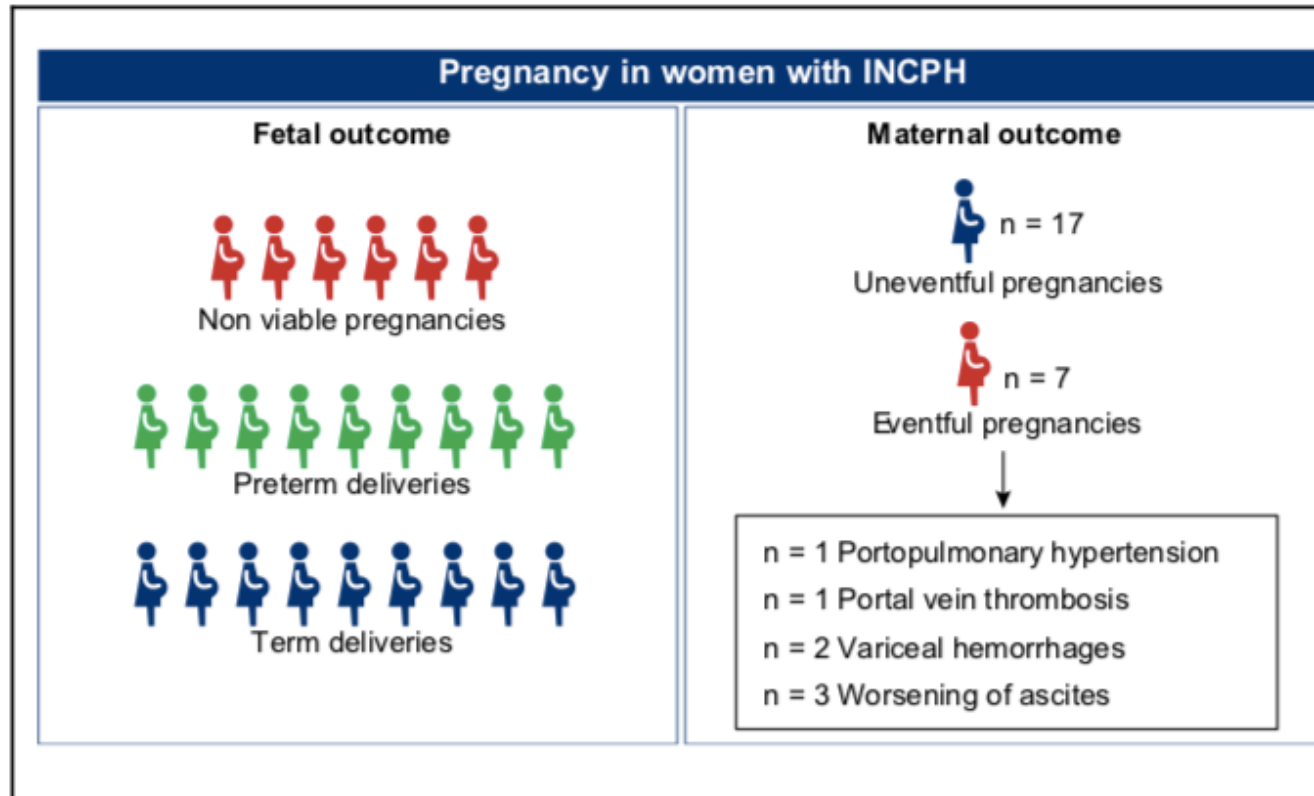 Pregnancy in women with INCPH
Fetal outcome
Non viable pregnancies
Preterm deliveries
Term deliveries
Maternal outcome
n = 17
Uneventful pregnancies
n = 7
Eventful pregnancies
n = 1 Portopulmonary hypertension
n = 1 Portal vein thrombosis
n = 2 Variceal hemorrhages
n = 3 Worsening of ascites